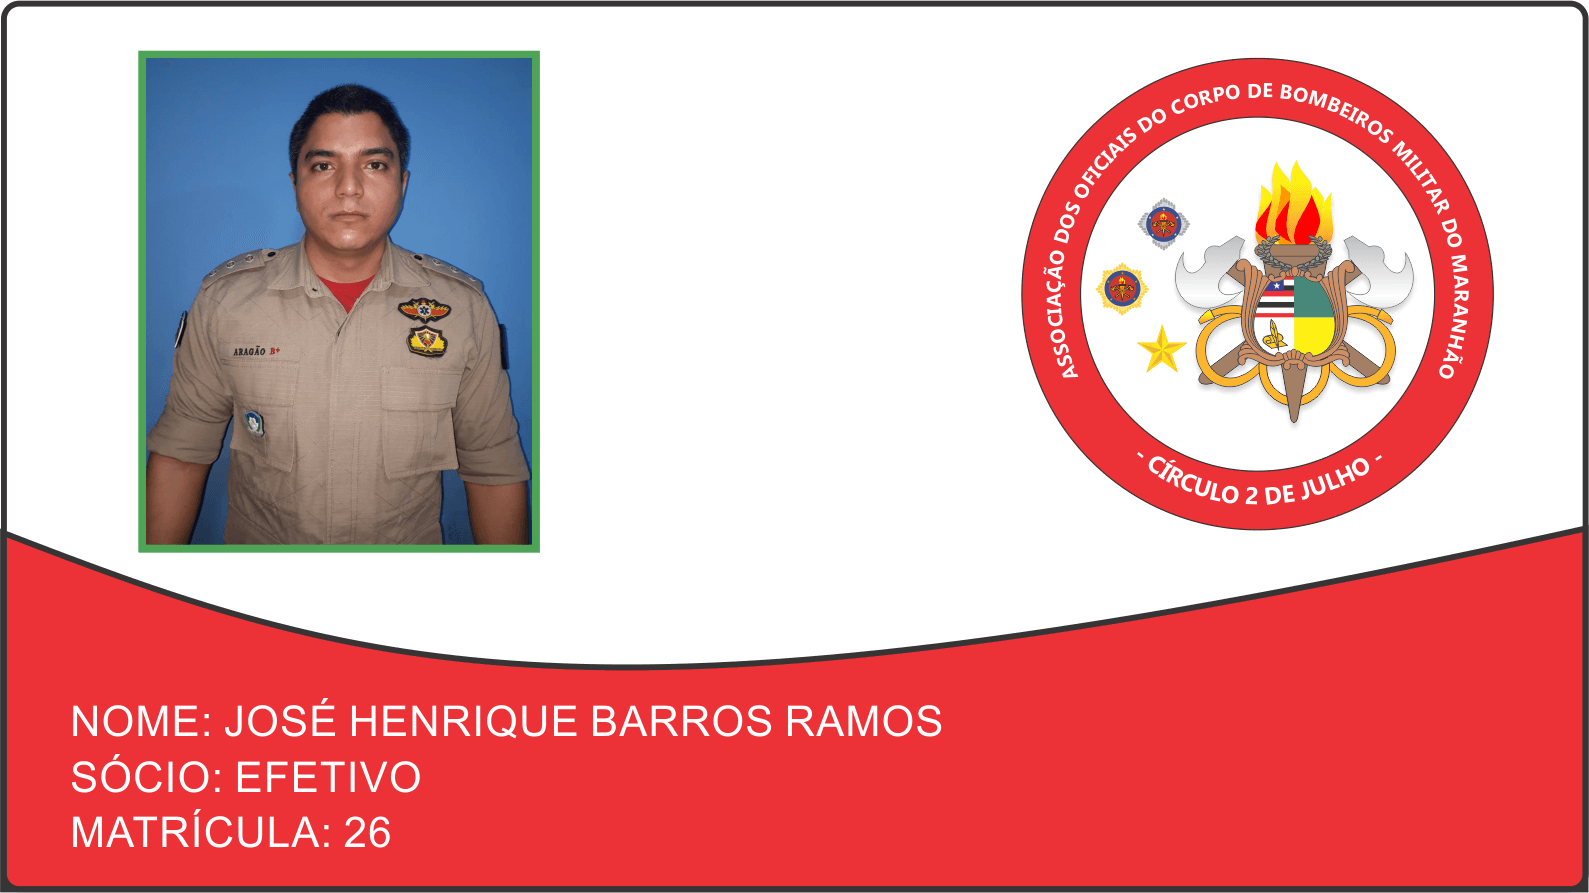 ARAGÃO B+
ASSOCIAÇÃO DOS OFICIAIS DO CORPO DE BOMBEIROS MILITAR DO MARANHÃO
- CÍRCULO 2 DE JULHO -
NOME: JOSÉ HENRIQUE BARROS RAMOS
SÓCIO: EFETIVO
MATRÍCULA: 26